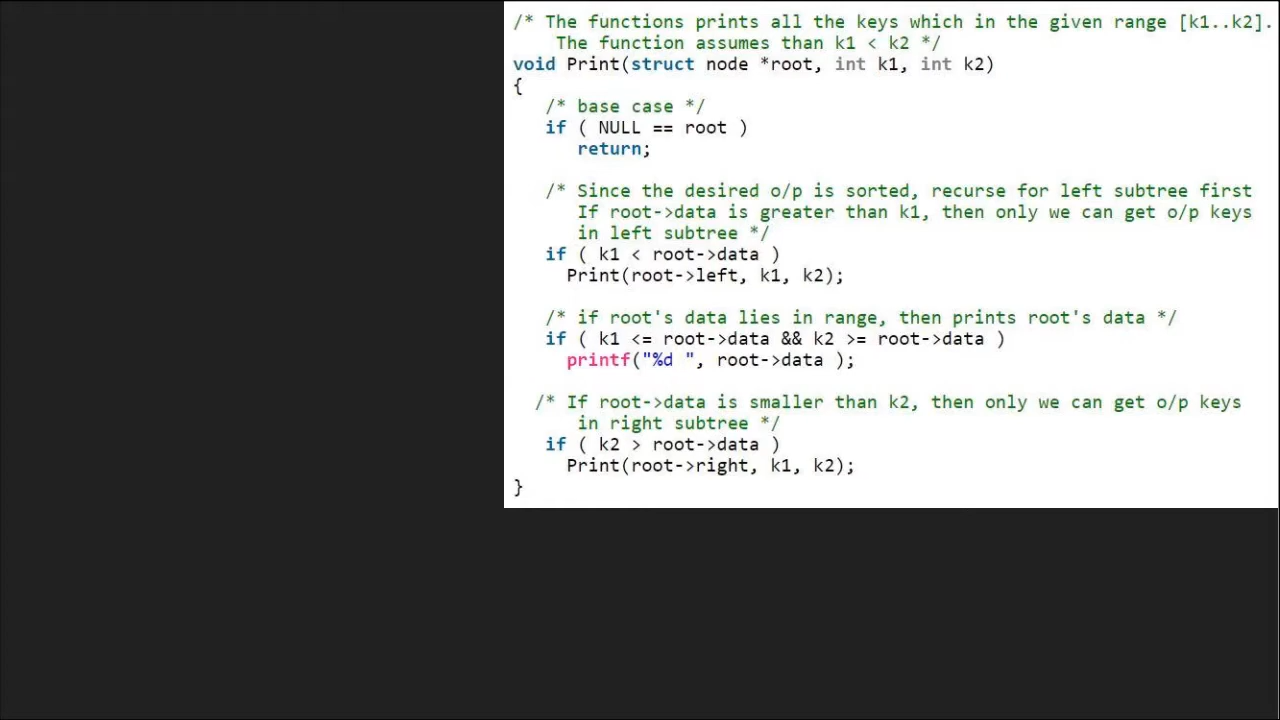 /* The functions prints all the keys which in the given range [k1..k2].
    The function assumes than k1 < k2 */
void Print(struct node *root, int k1, int k2)
{
   /* base case */
   if ( NULL == root )
      return;

   /* Since the desired o/p is sorted, recurse for left subtree first
      If root->data is greater than k1, then only we can get o/p keys
      in left subtree */
   if ( k1 < root->data )
     Print(root->left, k1, k2);

   /* if root's data lies in range, then prints root's data */
   if ( k1 <= root->data && k2 >= root->data )
     printf("%d ", root->data );

  /* If root->data is smaller than k2, then only we can get o/p keys
      in right subtree */
   if ( k2 > root->data )
     Print(root->right, k1, k2);
}